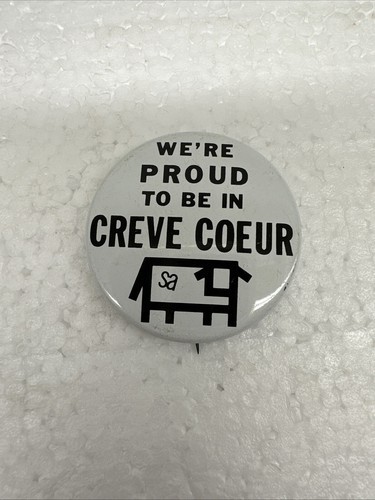 WE'RE
PROUD
TO BE IN
CREVE COEUR
sa